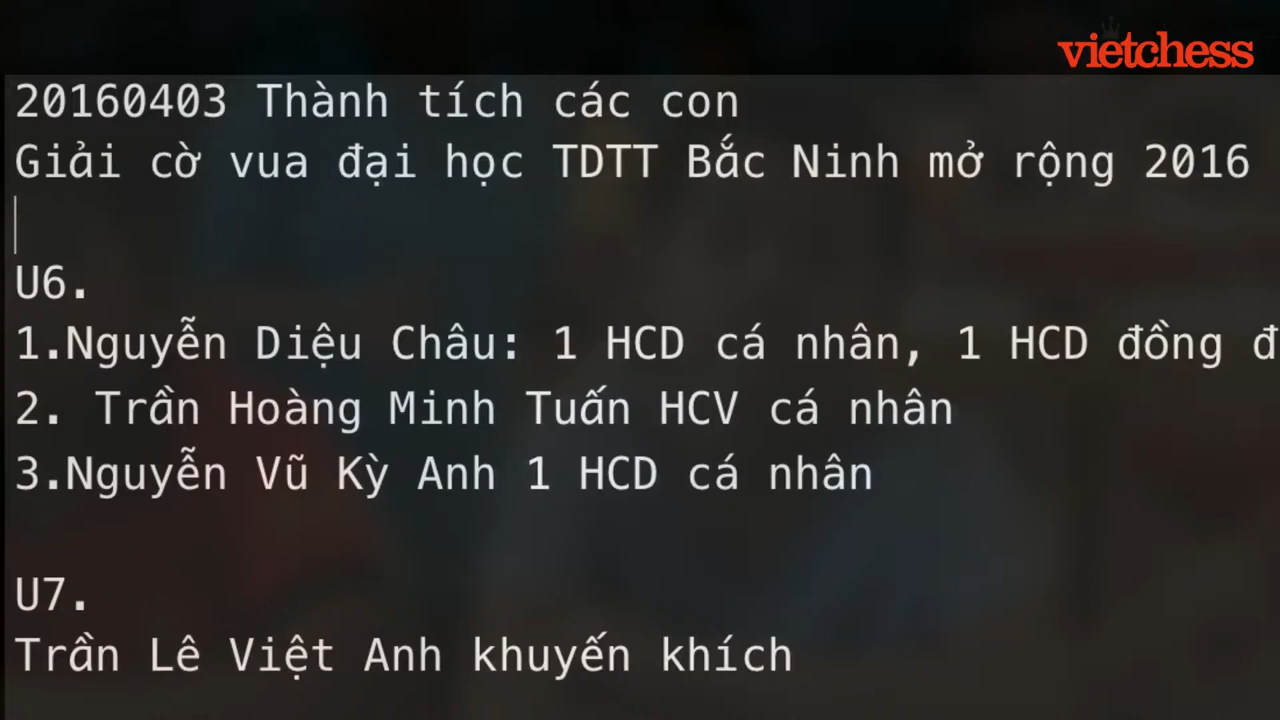 vietchess
20160403 Thành tích các con
Giải cờ vua đại học TDTT Bắc Ninh mở rộng 2016
U6.
1.Nguyễn Diệu Châu: 1 HCD cá nhân, 1 HCD đồng đ
2. Trần Hoàng Minh Tuấn HCV cá nhân
3.Nguyễn Vũ Kỳ Anh 1 HCD cá nhân
U7.
Trần Lê Việt Anh khuyến khích